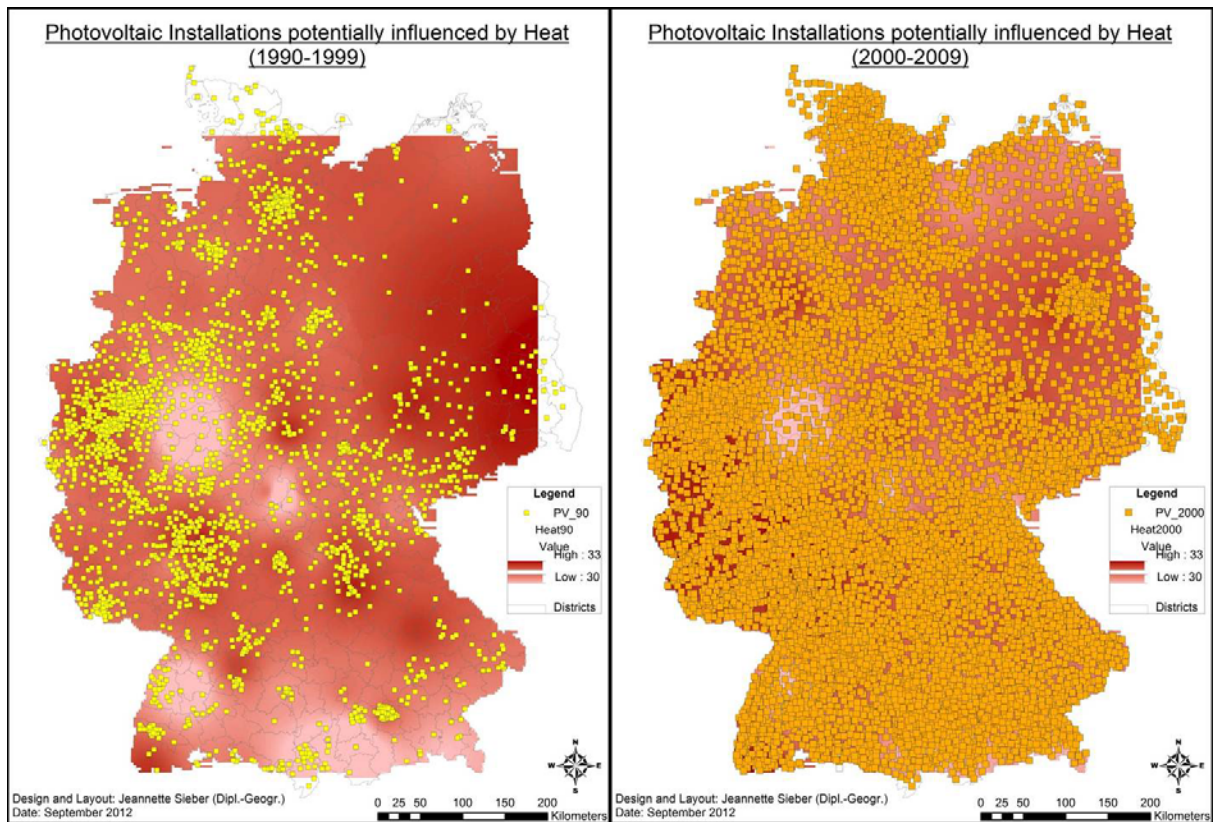 Photovoltaic Installations potentially influenced by Heat
(1990-1999)
Legend
PV_90
Heat90
Value
High : 33
Low : 30
Districts
N
W E
S
Design and Layout: Jeannette Sieber (Dipl.-Geogr.)
Date: September 2012
0 25 50 100 150 200
Kilometers
Photovoltaic Installations potentially influenced by Heat
(2000-2009)
Legend
PV_2000
Heat2000
Value
High : 33
Low : 30
Districts
N
W E
S
Design and Layout: Jeannette Sieber (Dipl.-Geogr.)
Date: September 2012
0 25 50 100 150 200
Kilometers